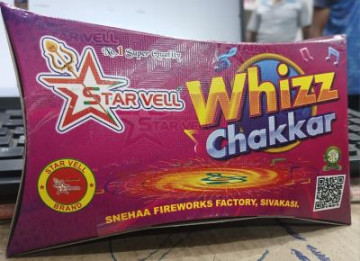 No.1 Super Quality
STAR VELL
Whizz
Chakkar
STAR VELL
BRAND
SNEHAA FIREWORKS FACTORY, SIVAKASI.